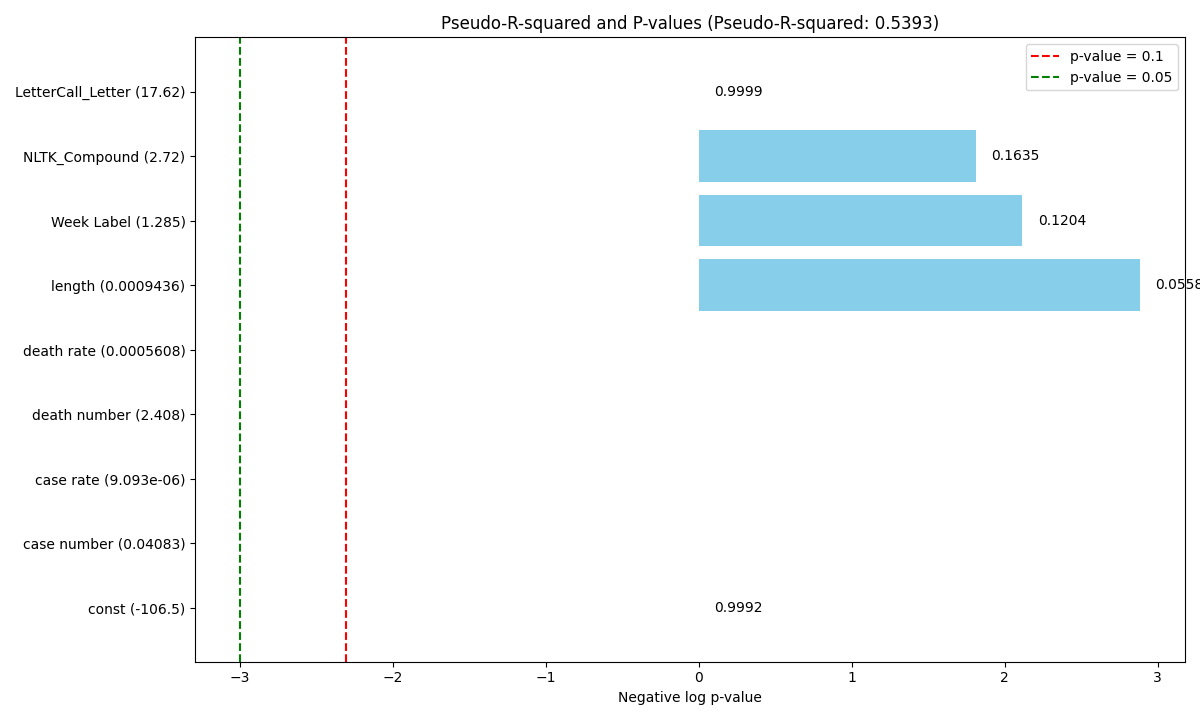 Pseudo-R-squared and P-values (Pseudo-R-squared: 0.5393)
p-value = 0.1
p-value = 0.05
LetterCall_Letter (17.62)
0.9999
NLTK_Compound (2.72)
0.1635
Week Label (1.285)
0.1204
length (0.0009436)
0.0558
death rate (0.0005608)
death number (2.408)
case rate (9.093e-06)
case number (0.04083)
const (-106.5)
0.9992
−3
−2
−1
0
1
2
3
Negative log p-value